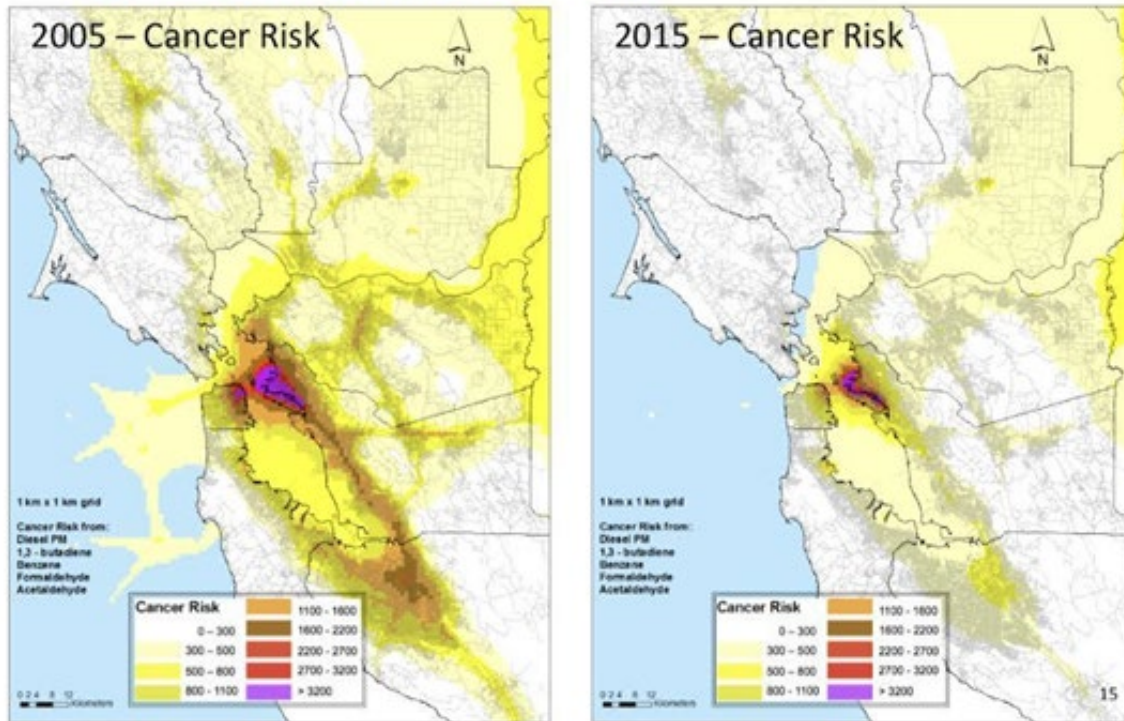 2005 – Cancer Risk
N
1 km x 1 km grid
Cancer Risk from:
Diesel PM
1,3 - butadiene
Benzene
Formaldehyde
Acetaldehyde
Cancer Risk
0 – 300
300 – 500
500 – 800
800 - 1100
1100 - 1600
1600 - 2200
2200 - 2700
2700 - 3200
> 3200
0 2 4 8 12
Kilometers
2015 – Cancer Risk
N
1 km x 1 km grid
Cancer Risk from:
Diesel PM
1,3 - butadiene
Benzene
Formaldehyde
Acetaldehyde
Cancer Risk
0 – 300
300 – 500
500 – 800
800 - 1100
1100 - 1600
1600 - 2200
2200 - 2700
2700 - 3200
> 3200
0 2 4 8 12
Kilometers
15